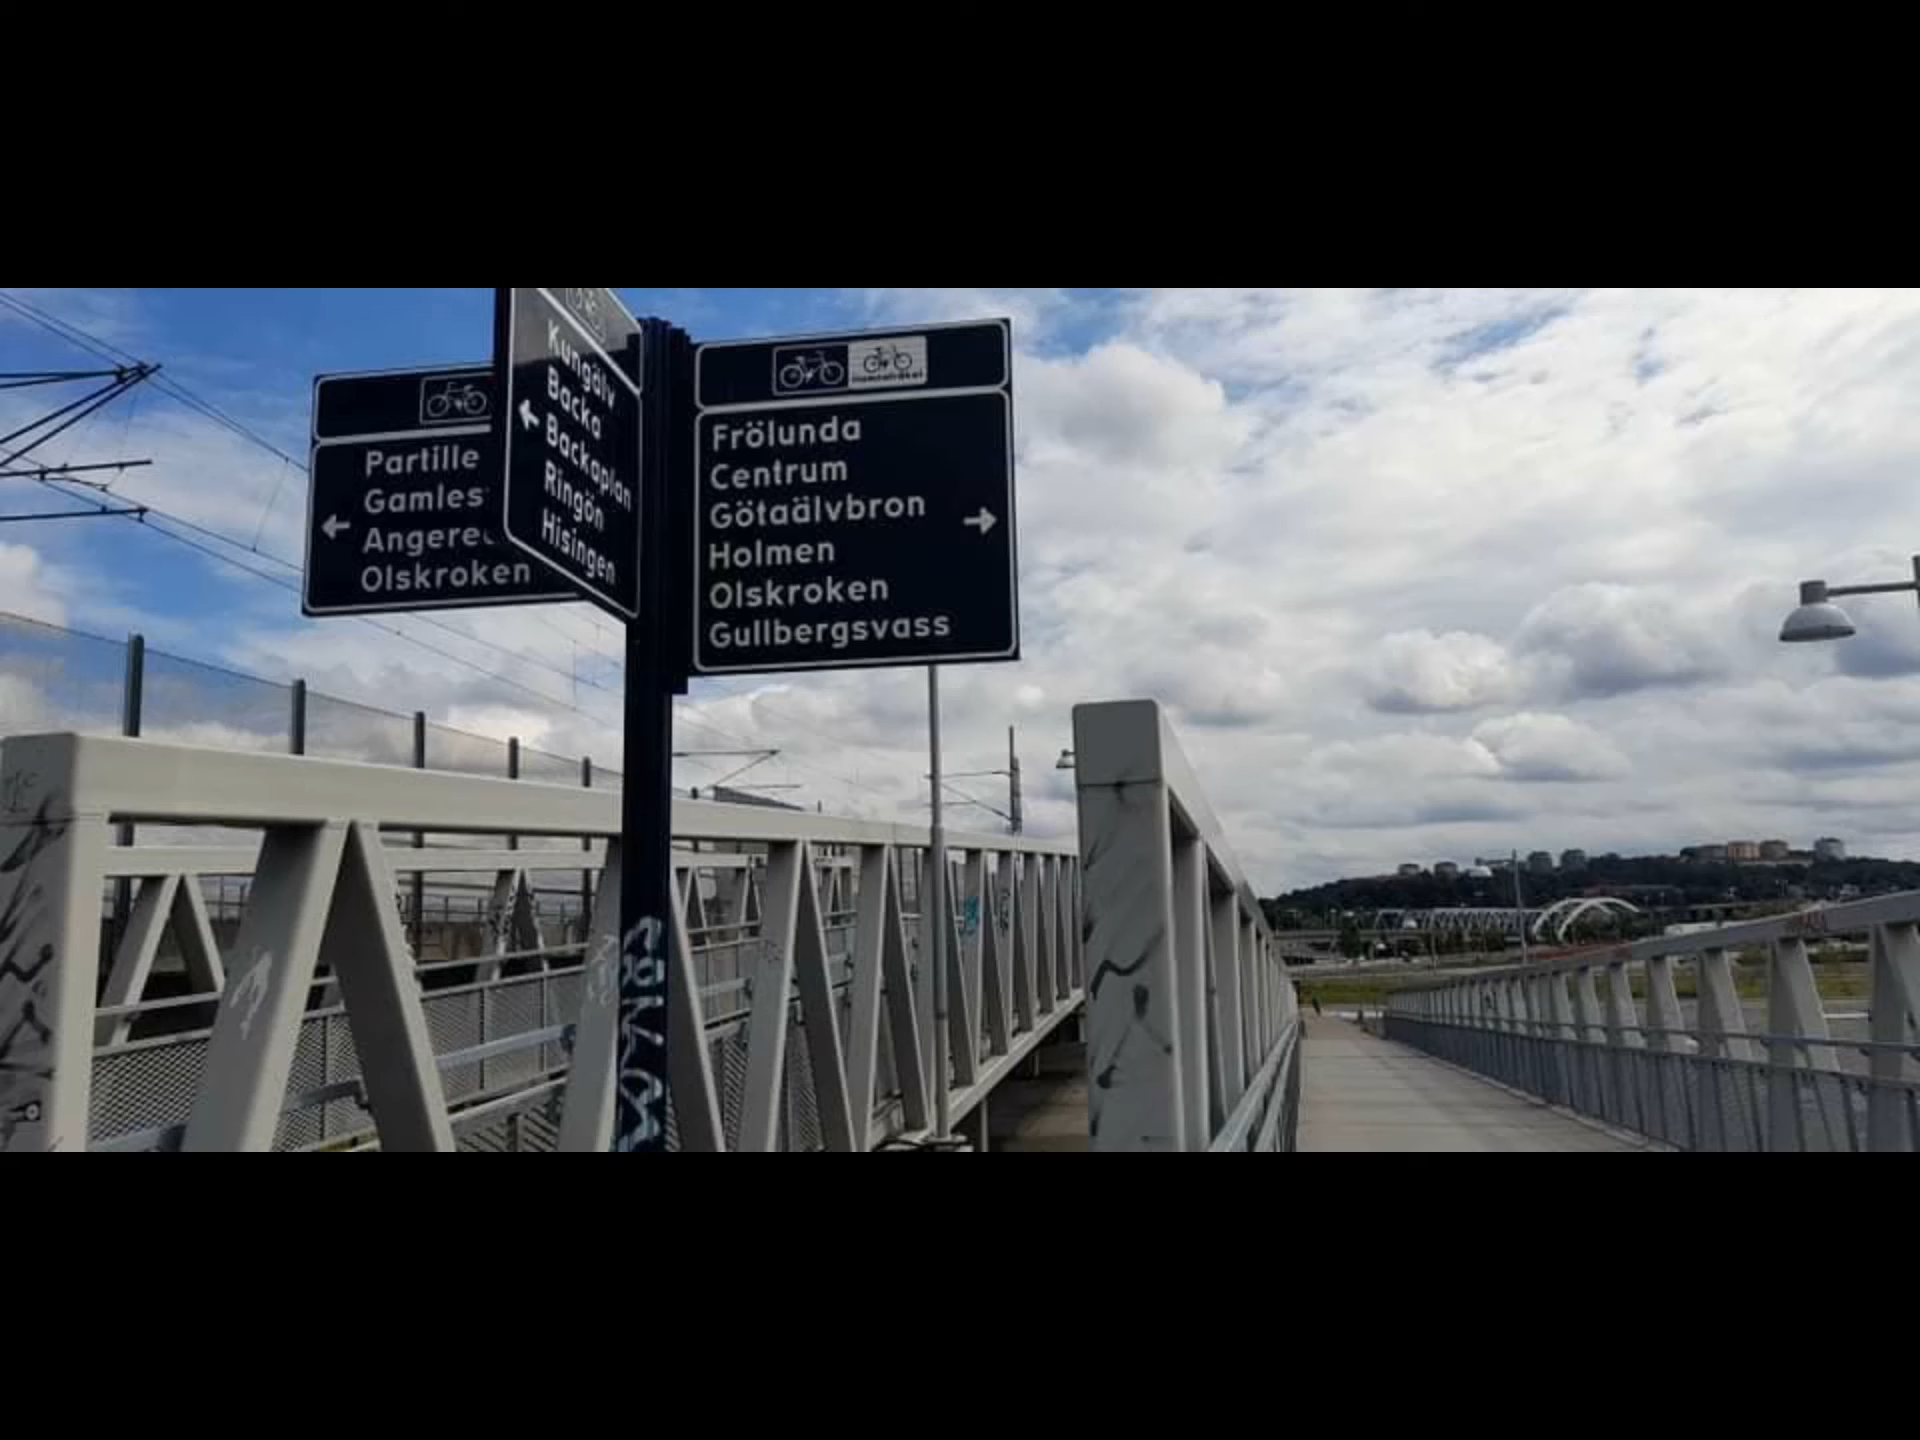 Partille
Gamles
Angere
Olskroken
Kungälv
Backa
Backaplan
Ringön
Hisingen
Frölunda
Centrum
Götaälvbron
Holmen
Olskroken
Gullbergsvass